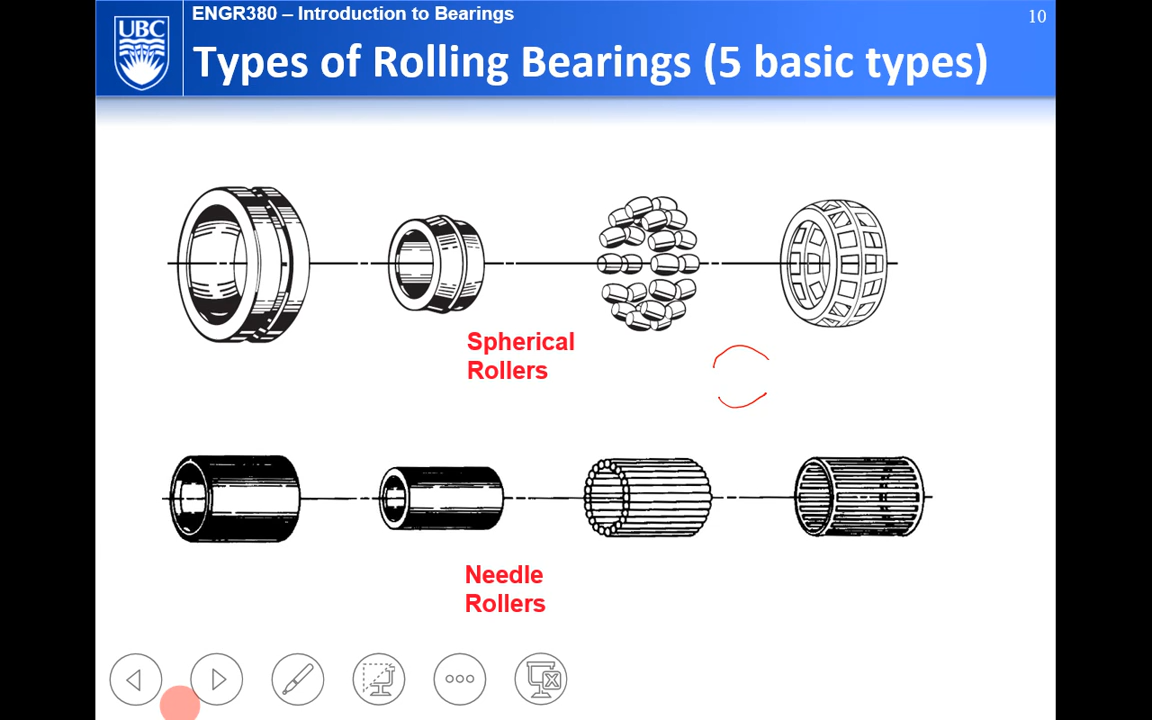 ENGR380 – Introduction to Bearings
10
UBC
Types of Rolling Bearings (5 basic types)
Spherical
Rollers
Needle
Rollers